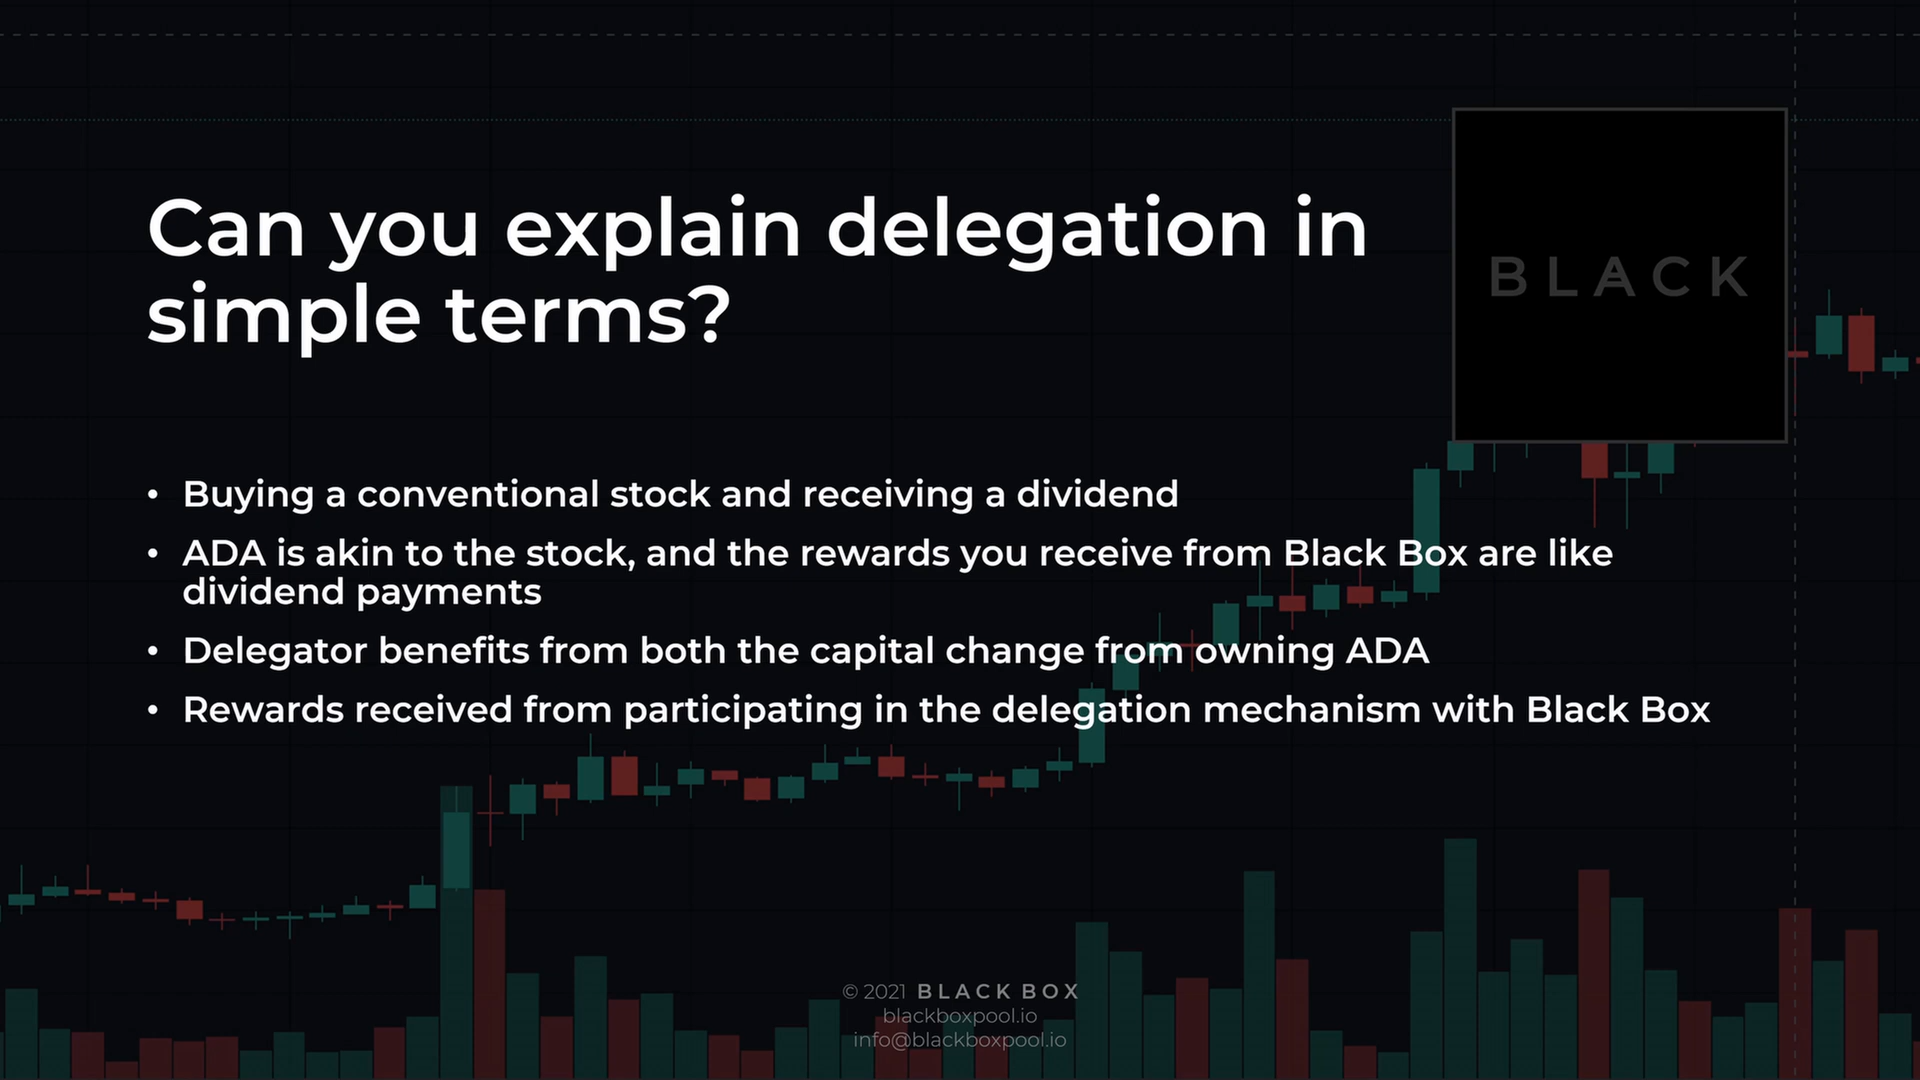 BLACK
Can you explain delegation in
simple terms?
• Buying a conventional stock and receiving a dividend
• ADA is akin to the stock, and the rewards you receive from Black Box are like
dividend payments
• Delegator benefits from both the capital change from owning ADA
• Rewards received from participating in the delegation mechanism with Black Box
© 2021 BLACK BOX
blackboxpool.io
info@blackboxpool.io